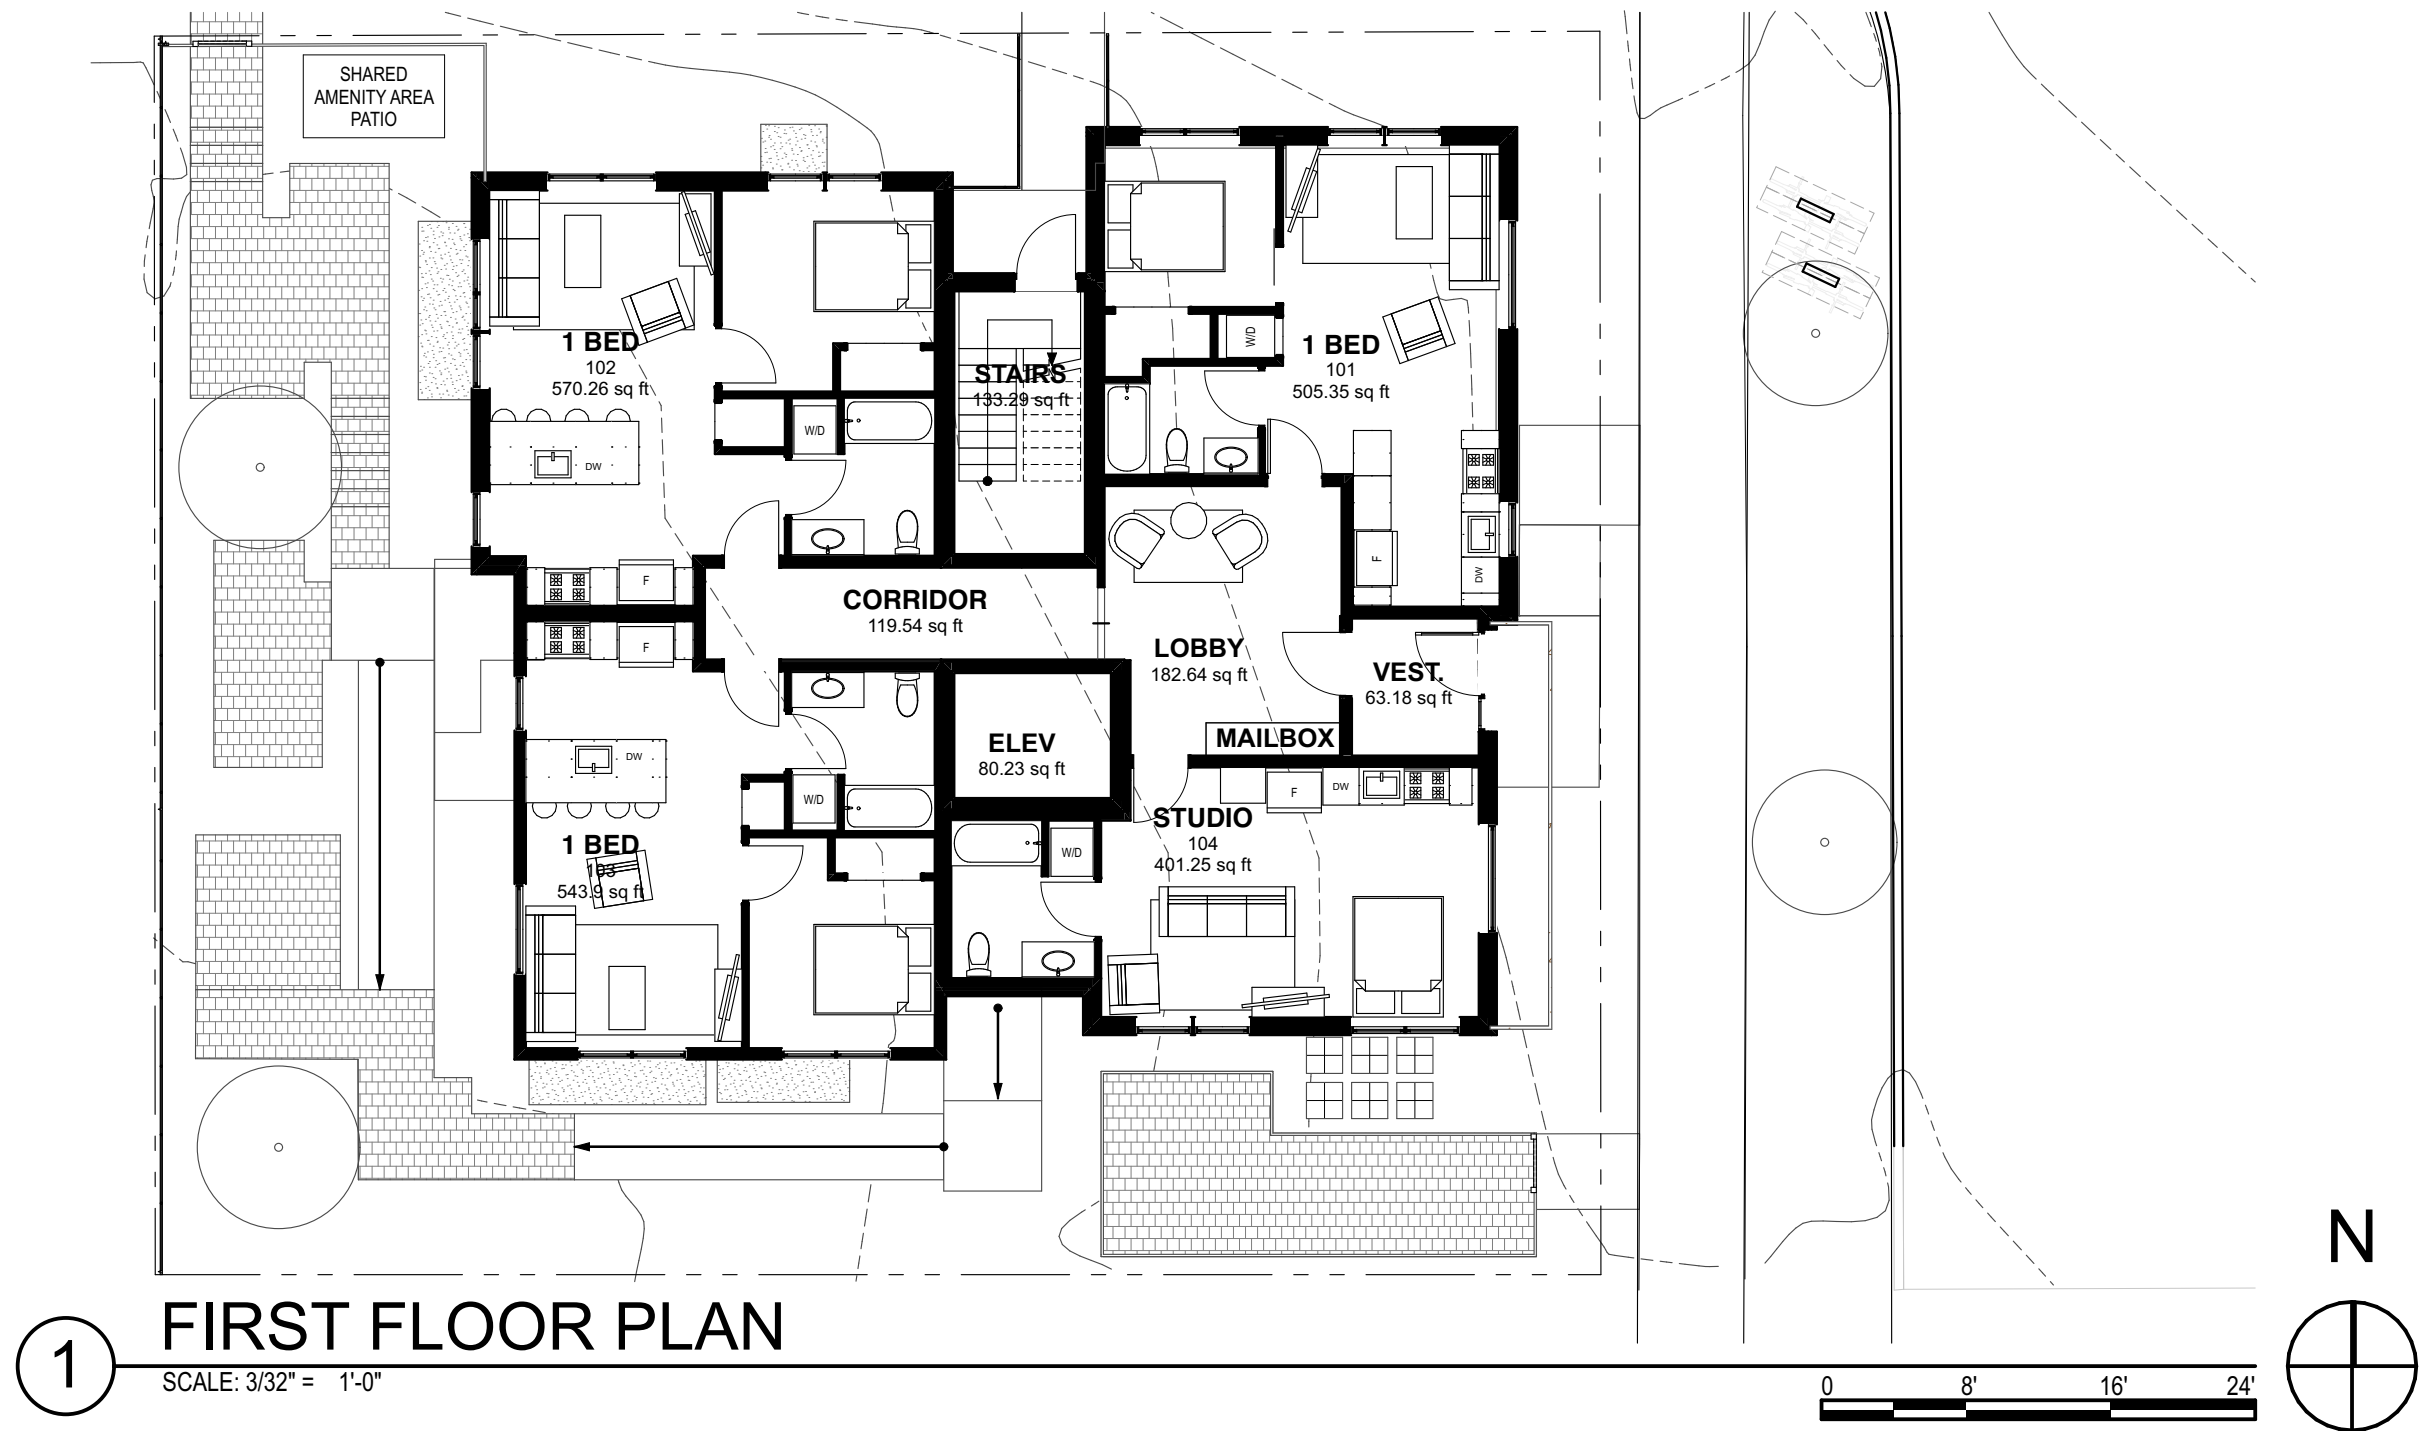 SHARED
AMENITY AREA
PATIO
1 BED
102
570.26 sq ft
DW
W/D
F
STAIRS
133.29 sq ft
W/D
1 BED
101
505.35 sq ft
F
DW
CORRIDOR
119.54 sq ft
LOBBY
182.64 sq ft
VEST.
63.18 sq ft
MAILBOX
ELEV
80.23 sq ft
F
DW
W/D
1 BED
103
543.9 sq ft
STUDIO
104
401.25 sq ft
W/D
F
DW
N
1
FIRST FLOOR PLAN
SCALE: 3/32" = 1'-0"
0 8' 16' 24'